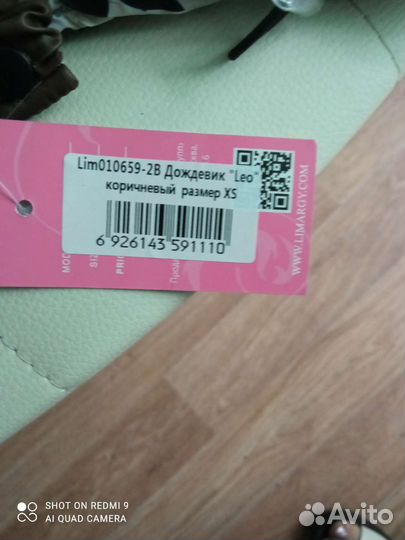 Lim010659-2B Дождевик "Leo"
коричневый размер XS
6 926143 591110
WWW.LIMARGY.COM
SHOT ON REDMI 9
AI QUAD CAMERA
Avito